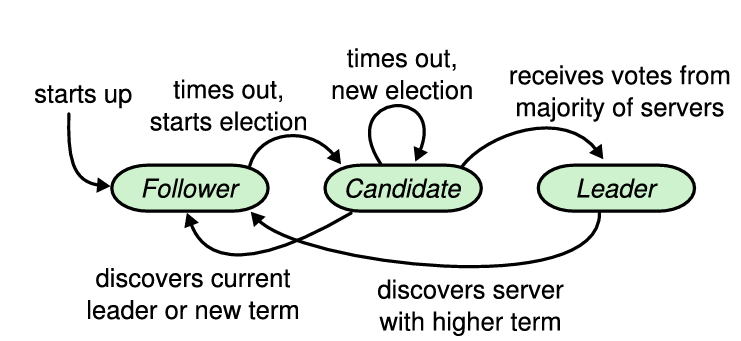 starts up
times out,
starts election
times out,
new election
receives votes from
majority of servers
Follower
Candidate
Leader
discovers current
leader or new term
discovers server
with higher term